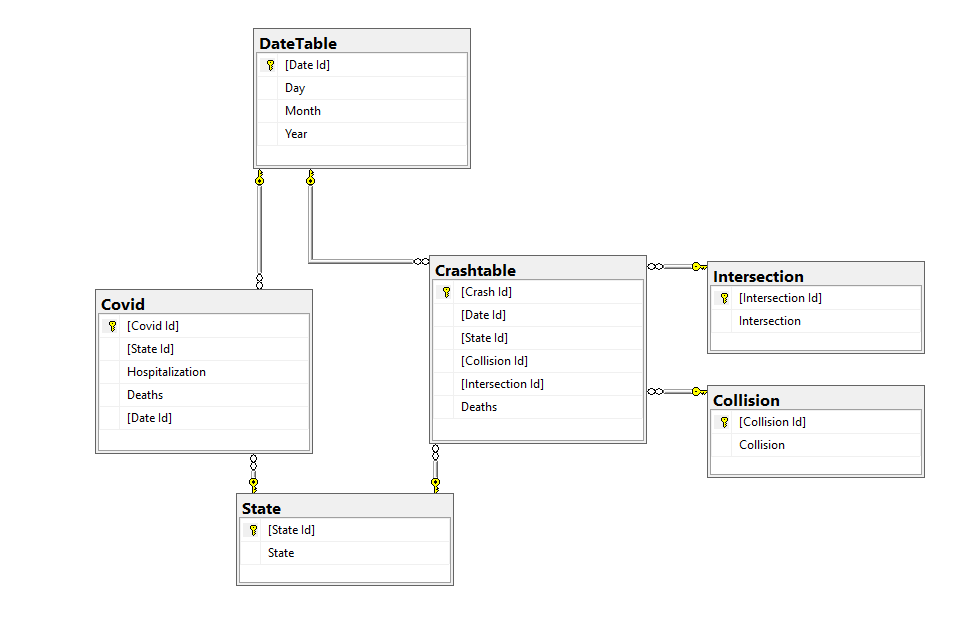 DateTable
[Date Id]
Day
Month
Year
Covid
[Covid Id]
[State Id]
Hospitalization
Deaths
[Date Id]
Crashtable
[Crash Id]
[Date Id]
[State Id]
[Collision Id]
[Intersection Id]
Deaths
Intersection
[Intersection Id]
Intersection
Collision
[Collision Id]
Collision
State
[State Id]
State